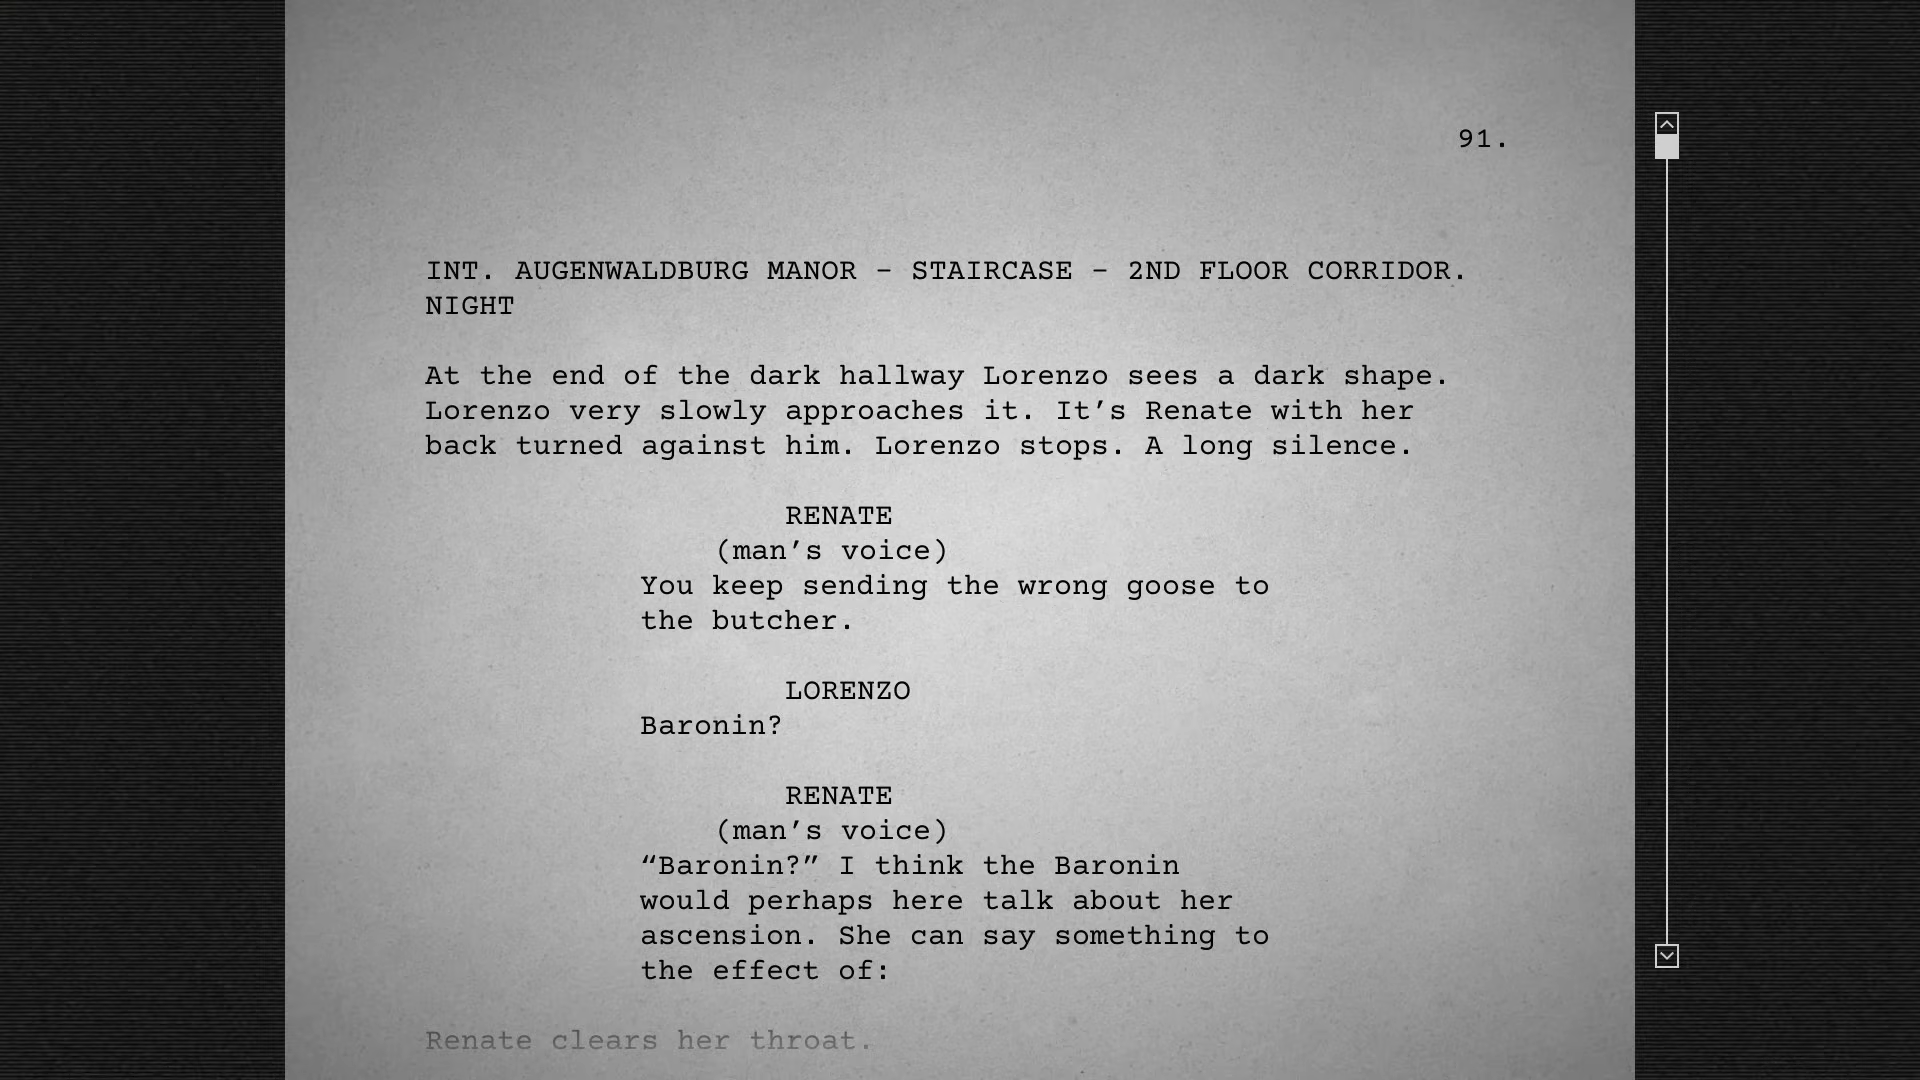 91.
INT. AUGENWALDBURG MANOR – STAIRCASE – 2ND FLOOR CORRIDOR.
NIGHT
At the end of the dark hallway Lorenzo sees a dark shape.
Lorenzo very slowly approaches it. It’s Renate with her
back turned against him. Lorenzo stops. A long silence.
RENATE
(man’s voice)
You keep sending the wrong goose to
the butcher.
LORENZO
Baronin?
RENATE
(man’s voice)
“Baronin?” I think the Baronin
would perhaps here talk about her
ascension. She can say something to
the effect of:
Renate clears her throat.